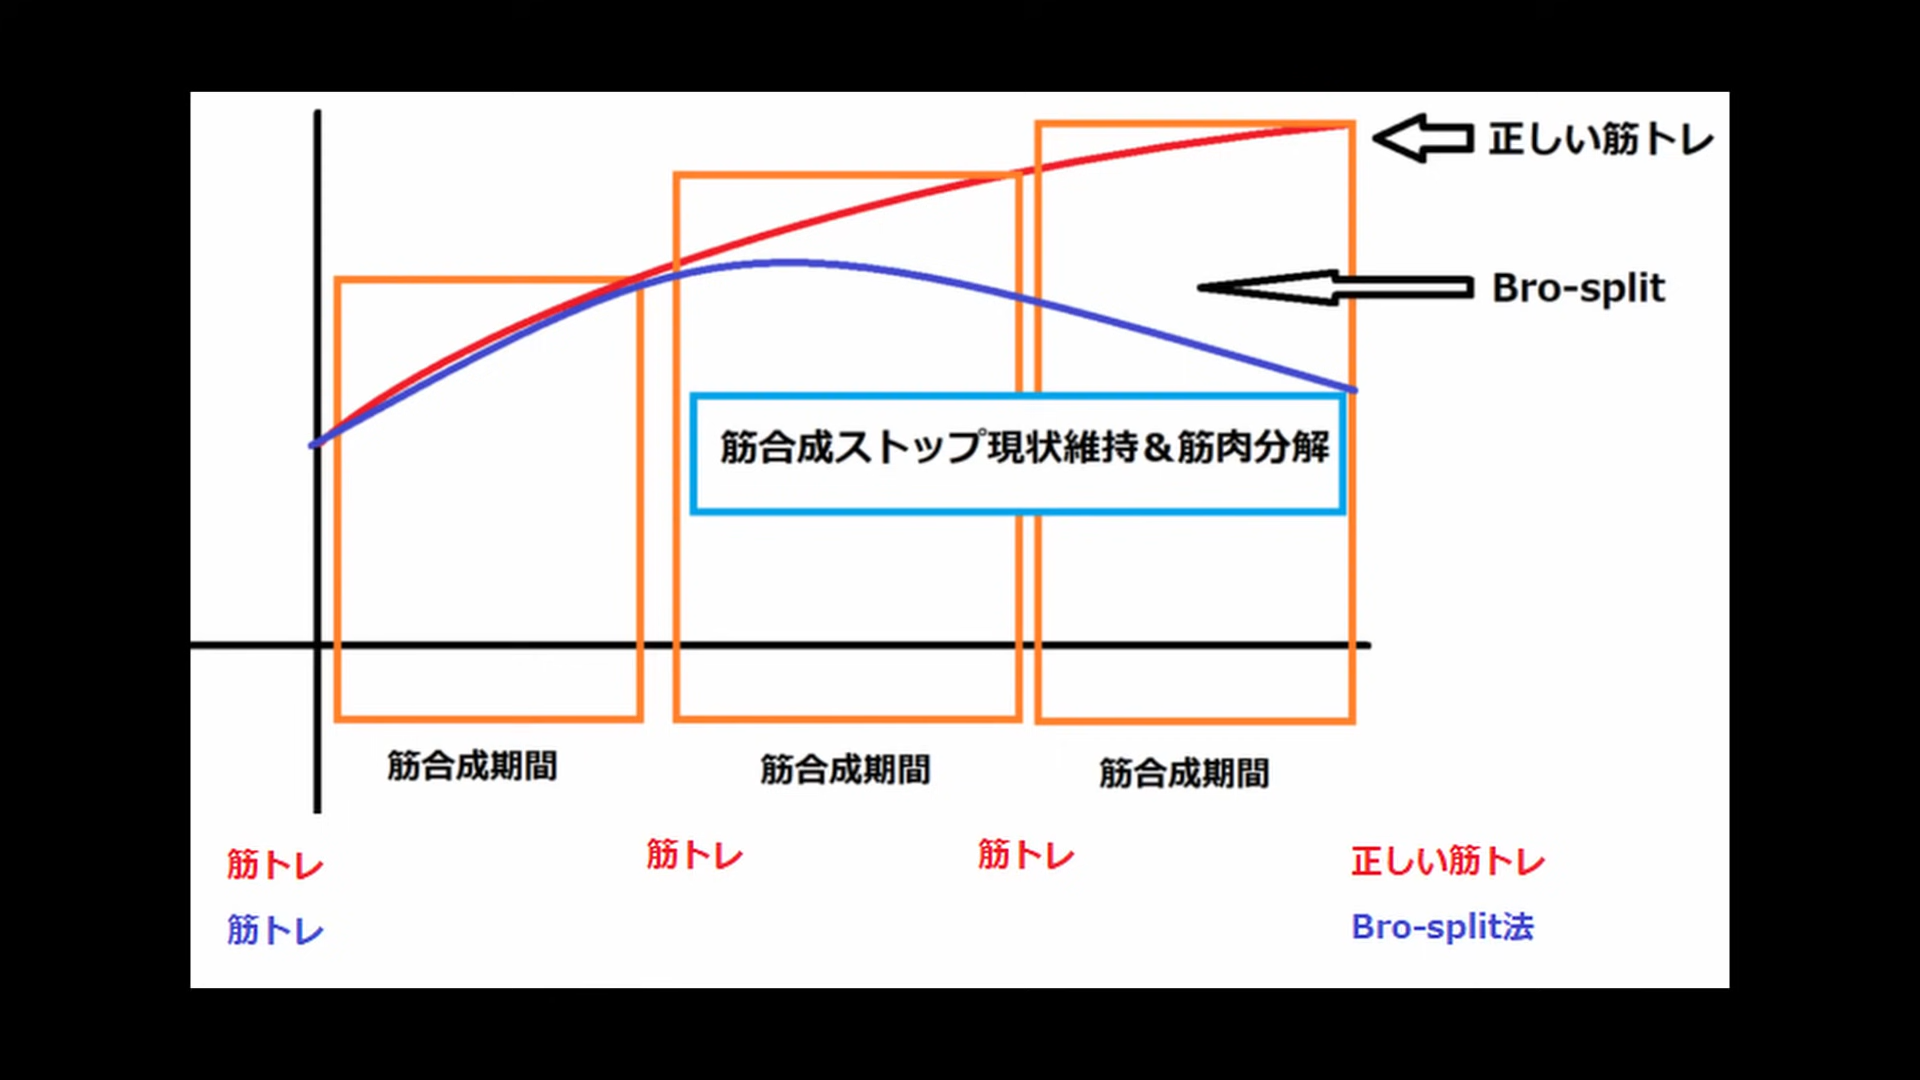 正しい筋トレ
Bro-split
筋合成ストップ現状維持＆筋肉分解
筋合成期間
筋合成期間
筋合成期間
筋トレ
筋トレ
筋トレ
正しい筋トレ
筋トレ
Bro-split法